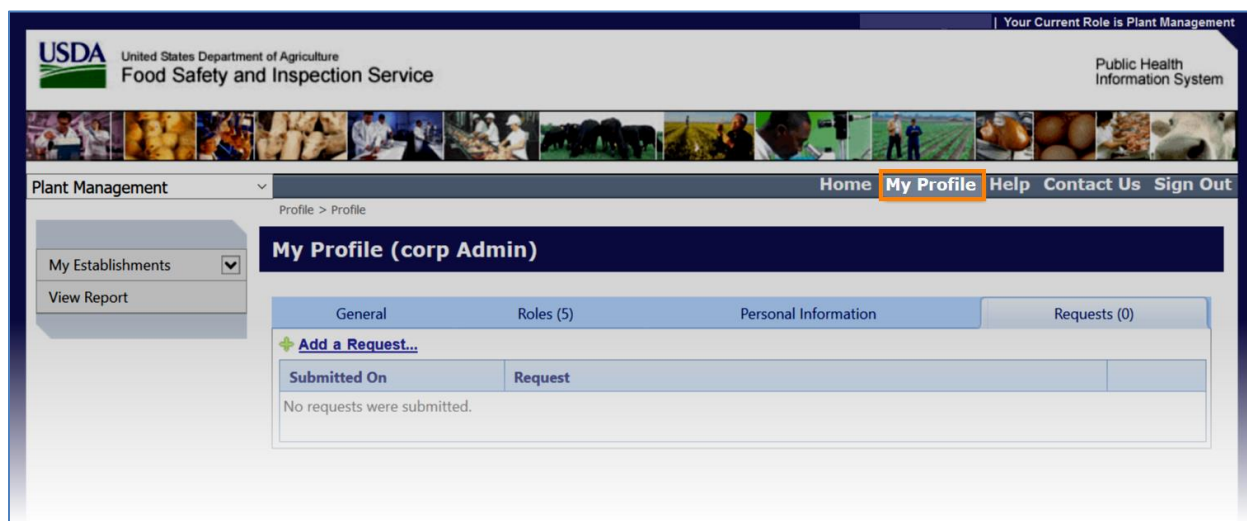 | Your Current Role is Plant Management
USDA
United States Department of Agriculture
Food Safety and Inspection Service
Public Health
Information System
Plant Management
Home My Profile Help Contact Us Sign Out
Profile > Profile
My Profile (corp Admin)
My Establishments
View Report
General Roles (5) Personal Information Requests (0)
Add a Request...
Submitted On Request
No requests were submitted.